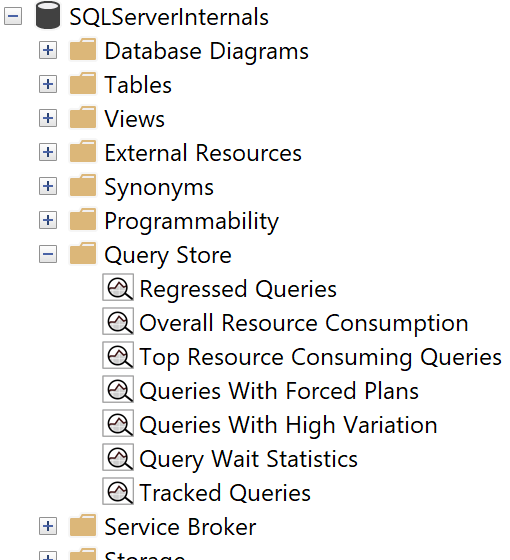 SQLServerInternals
Database Diagrams
Tables
Views
External Resources
Synonyms
Programmability
Query Store
Regressed Queries
Overall Resource Consumption
Top Resource Consuming Queries
Queries With Forced Plans
Queries With High Variation
Query Wait Statistics
Tracked Queries
Service Broker
Storage